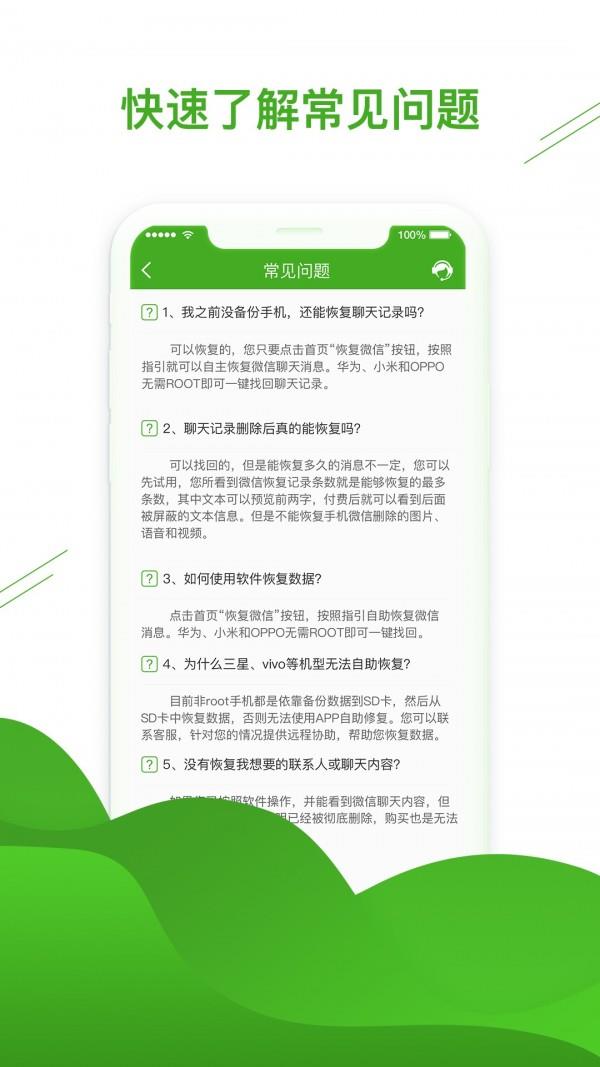 快速了解常见问题
100%
常见问题
? 1、我之前没备份手机，还能恢复聊天记录吗?
可以恢复的，您只要点击首页“恢复微信”按钮，按照
指引就可以自主恢复微信聊天消息。华为、小米和OPPO
无需ROOT即可一键找回聊天记录。
? 2、聊天记录删除后真的能恢复吗?
可以找回的，但是能恢复多久的消息不一定，您可以
先试用，您所看到微信恢复记录条数就是能够恢复的最多
条数，其中文本可以预览前两字，付费后就可以看到后面
被屏蔽的文本信息。但是不能恢复手机微信删除的图片、
语音和视频。
? 3、如何使用软件恢复数据?
点击首页“恢复微信”按钮，按照指引自助恢复微信
消息。华为、小米和OPPO无需ROOT即可一键找回。
? 4、为什么三星、vivo等机型无法自助恢复?
目前非root手机都是依靠备份数据到SD卡，然后从
SD卡中恢复数据，否则无法使用APP自助修复。您可以联
系客服，针对您的情况提供远程协助，帮助您恢复数据。
? 5、没有恢复我想要的联系人或聊天内容?
按照软件操作，并能看到微信聊天内容，但
已经被彻底删除，购买也是无法